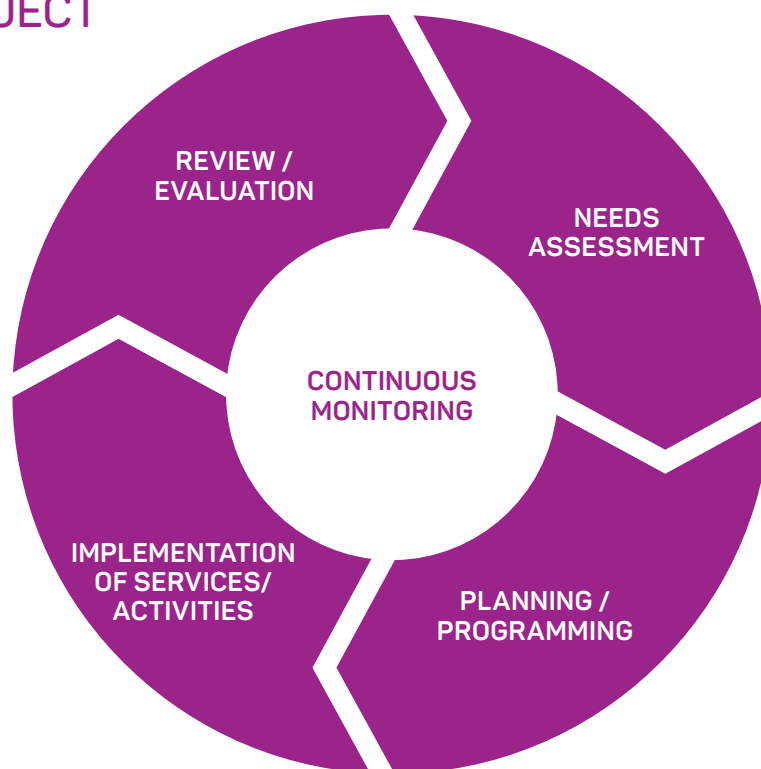 REVIEW /
EVALUATION
NEEDS
ASSESSMENT
CONTINUOUS
MONITORING
IMPLEMENTATION
OF SERVICES/
ACTIVITIES
PLANNING /
PROGRAMMING